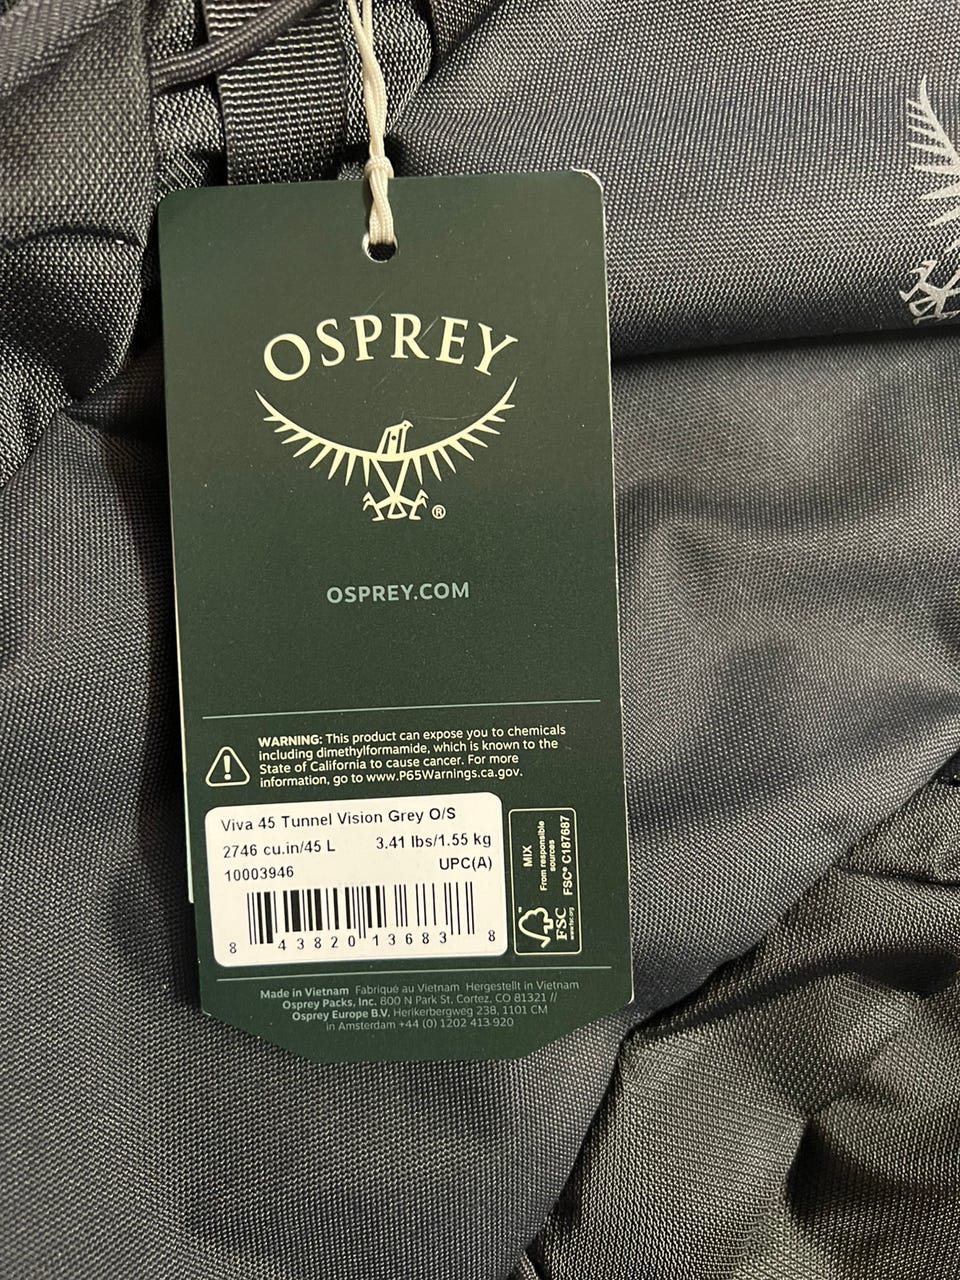 OSPREY
®
OSPREY.COM
WARNING: This product can expose you to chemicals
including dimethylformamide, which is known to the
State of California to cause cancer. For more
information, go to www.P65Warnings.ca.gov.
Viva 45 Tunnel Vision Grey O/S
2746 cu.in/45 L 3.41 lbs/1.55 kg
10003946 UPC(A)
8 43820 13683 8
MIX
From responsible
sources
FSC® C187687
FSC
www.fsc.org
Made in Vietnam Fabriqué au Vietnam Hergestellt in Vietnam
Osprey Packs, Inc. 800 N Park St, Cortez, CO 81321 //
Osprey Europe B.V. Herikerbergweg 238, 1101 CM
in Amsterdam +44 (0) 1202 413 920